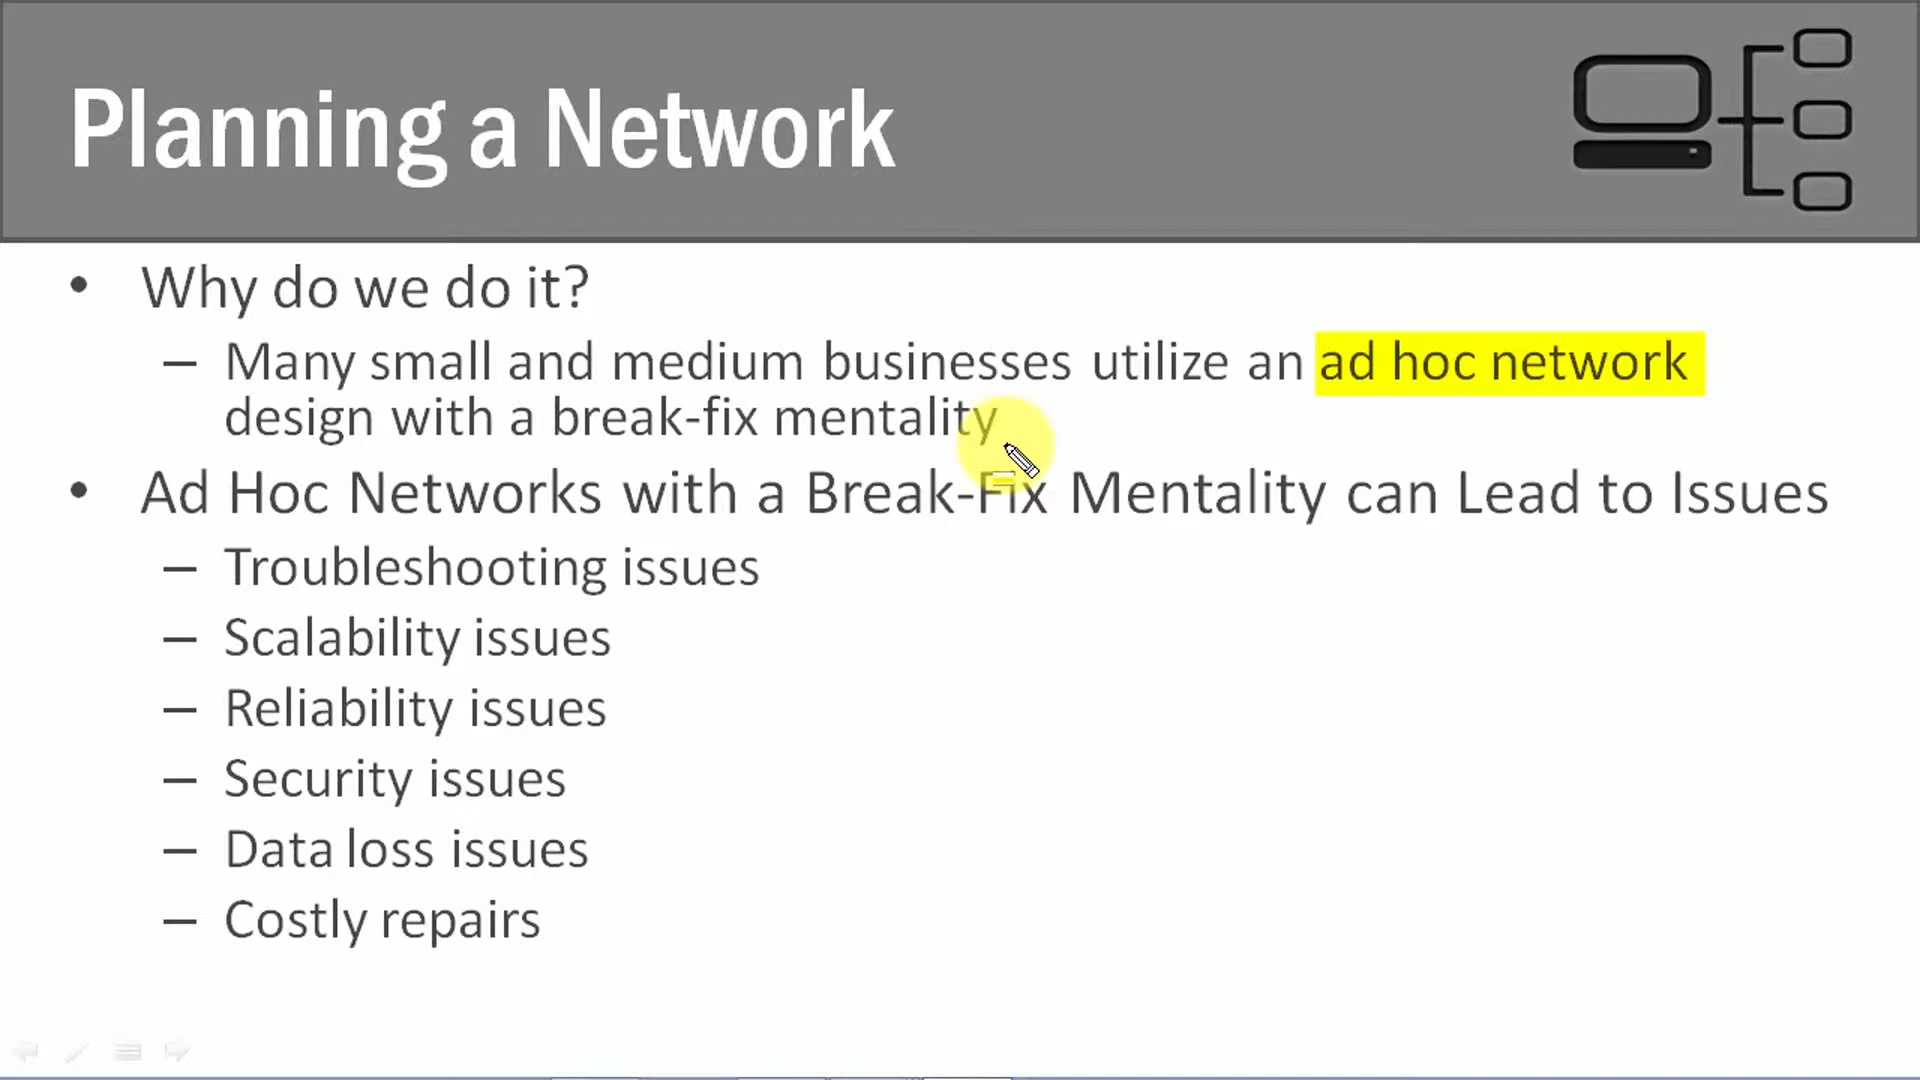 Planning a Network
• Why do we do it?
– Many small and medium businesses utilize an ad hoc network
design with a break-fix mentality
• Ad Hoc Networks with a Break-Fix Mentality can Lead to Issues
– Troubleshooting issues
– Scalability issues
– Reliability issues
– Security issues
– Data loss issues
– Costly repairs